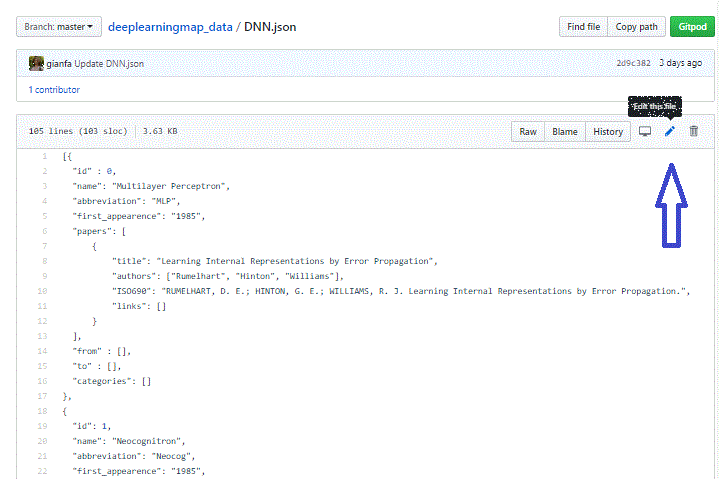 Branch: master deeplearningmap_data / DNN.json Find file Copy path Gitpod
gianfa Update DNN.json 2d9c382 3 days ago
1 contributor
Edit this file
105 lines (103 sloc) 3.63 KB Raw Blame History
1 [{
2 "id" : 0,
3 "name": "Multilayer Perceptron",
4 "abbreviation": "MLP",
5 "first_appearence": "1985",
6 "papers": [
7 {
8 "title": "Learning Internal Representations by Error Propagation",
9 "authors": ["Rumelhart", "Hinton", "Williams"],
10 "ISO690": "RUMELHART, D. E.; HINTON, G. E.; WILLIAMS, R. J. Learning Internal Representations by Error Propagation.",
11 "links": []
12 }
13 ],
14 "from" : [],
15 "to" : [],
16 "categories": []
17 },
18 {
19 "id": 1,
20 "name": "Neocognitron",
21 "abbreviation": "Neocog",
22 "first_appearence": "1985",